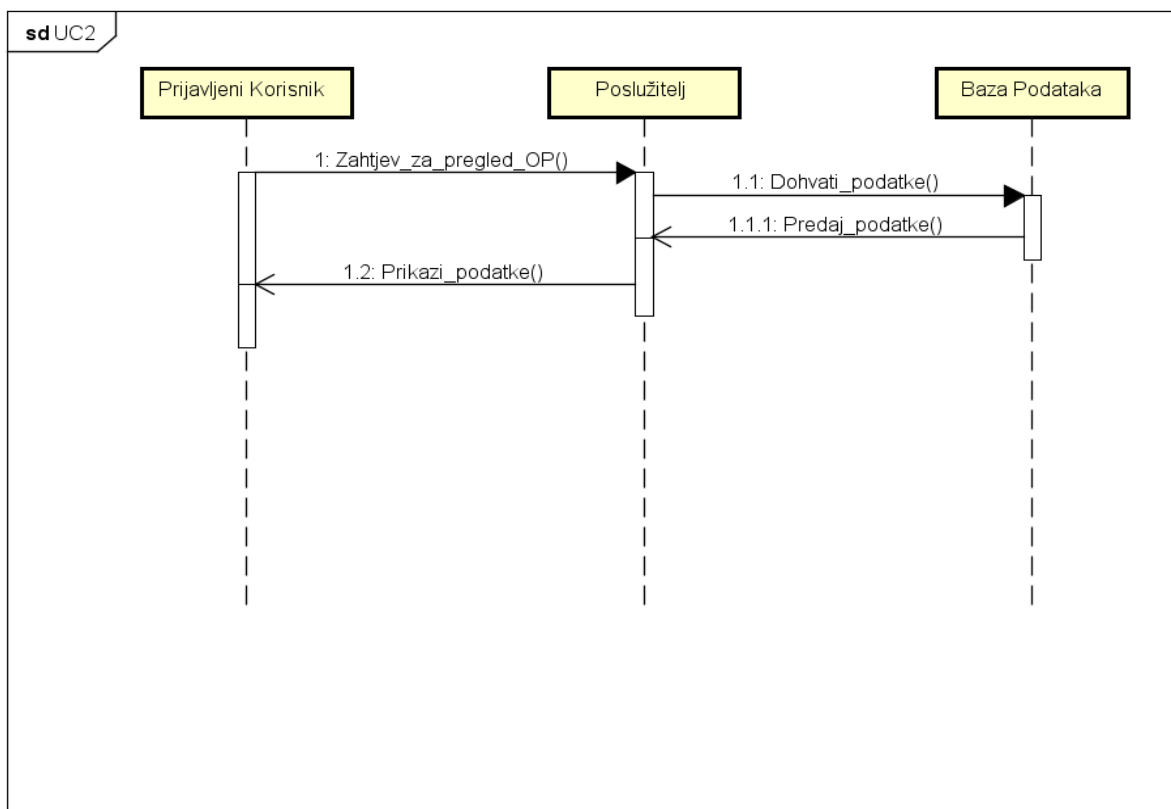 sd UC2
Prijavljeni Korisnik
Poslužitelj
Baza Podataka
1: Zahtjev_za_pregled_OP()
1.1: Dohvati_podatke()
1.1.1: Predaj_podatke()
1.2: Prikazi_podatke()